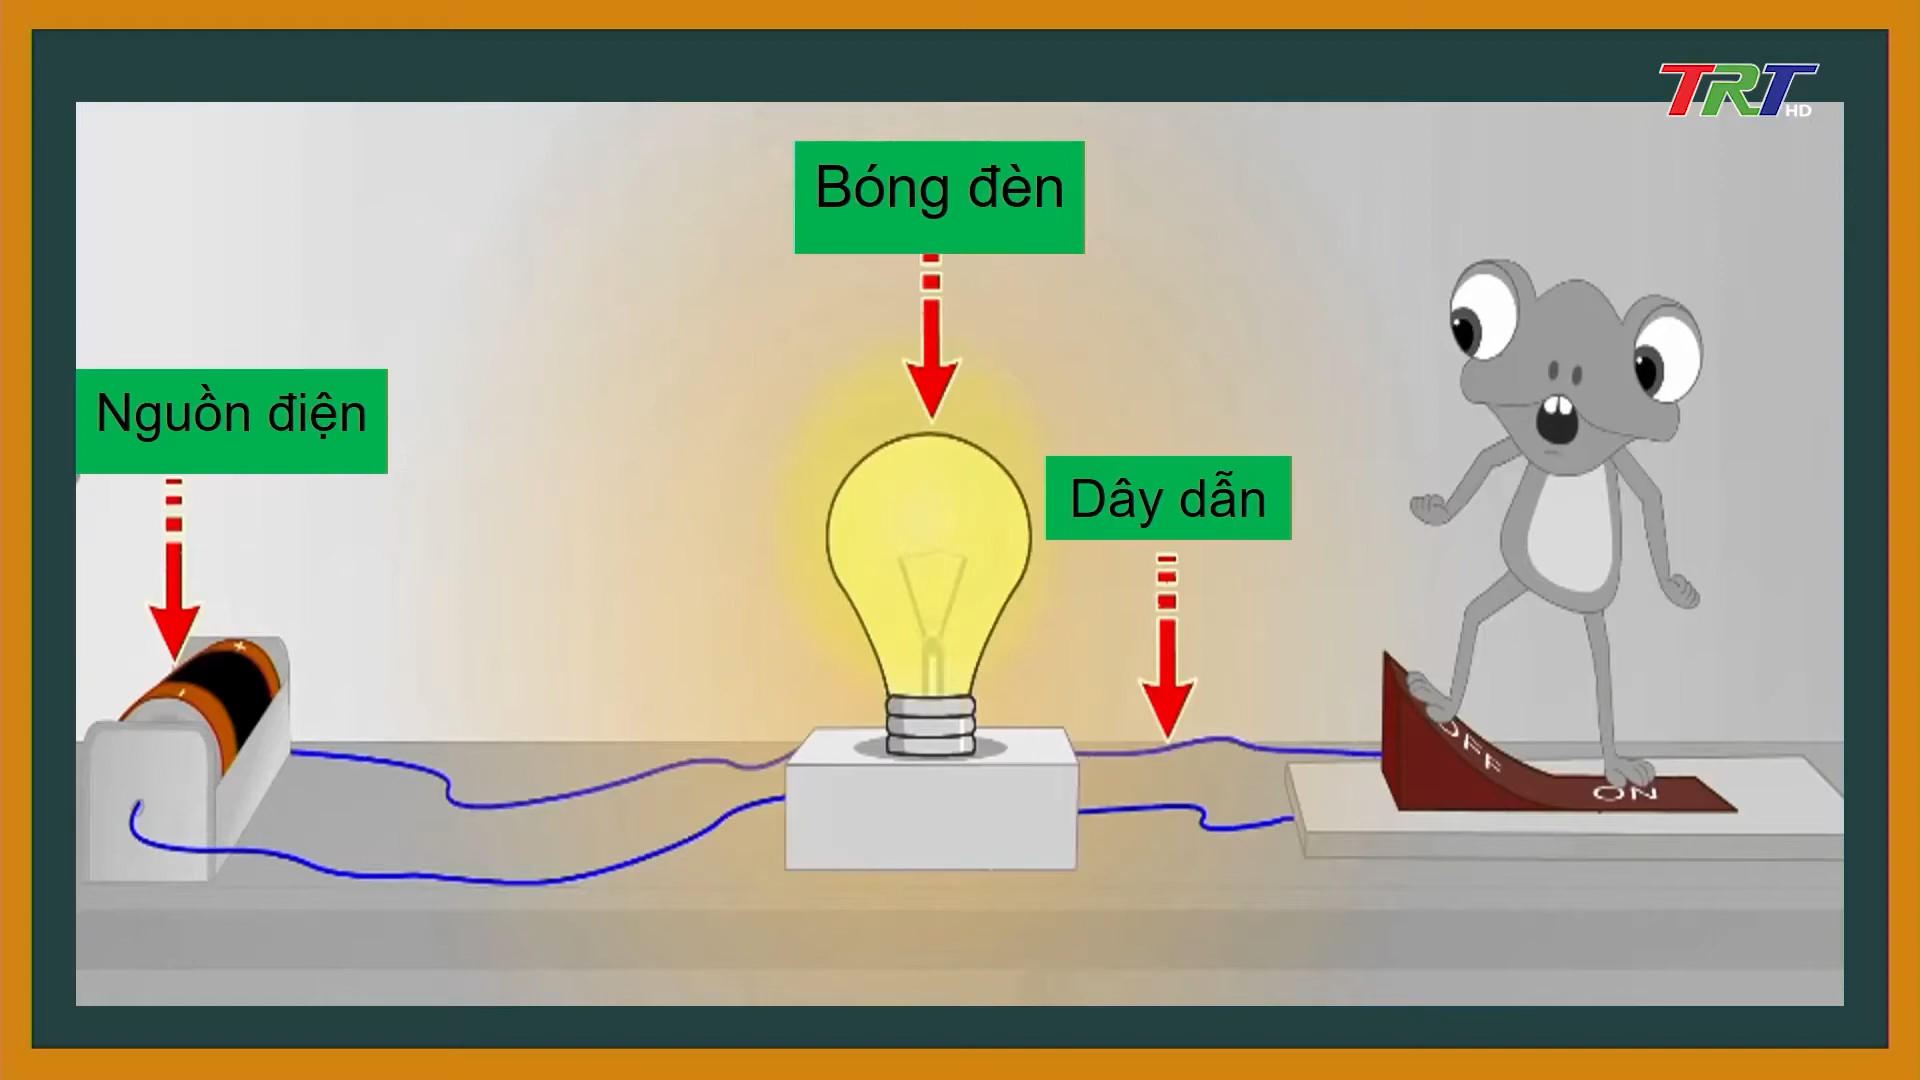 TRT HD
Bóng đèn
Nguồn điện
Dây dẫn
+
-
OFF
ON